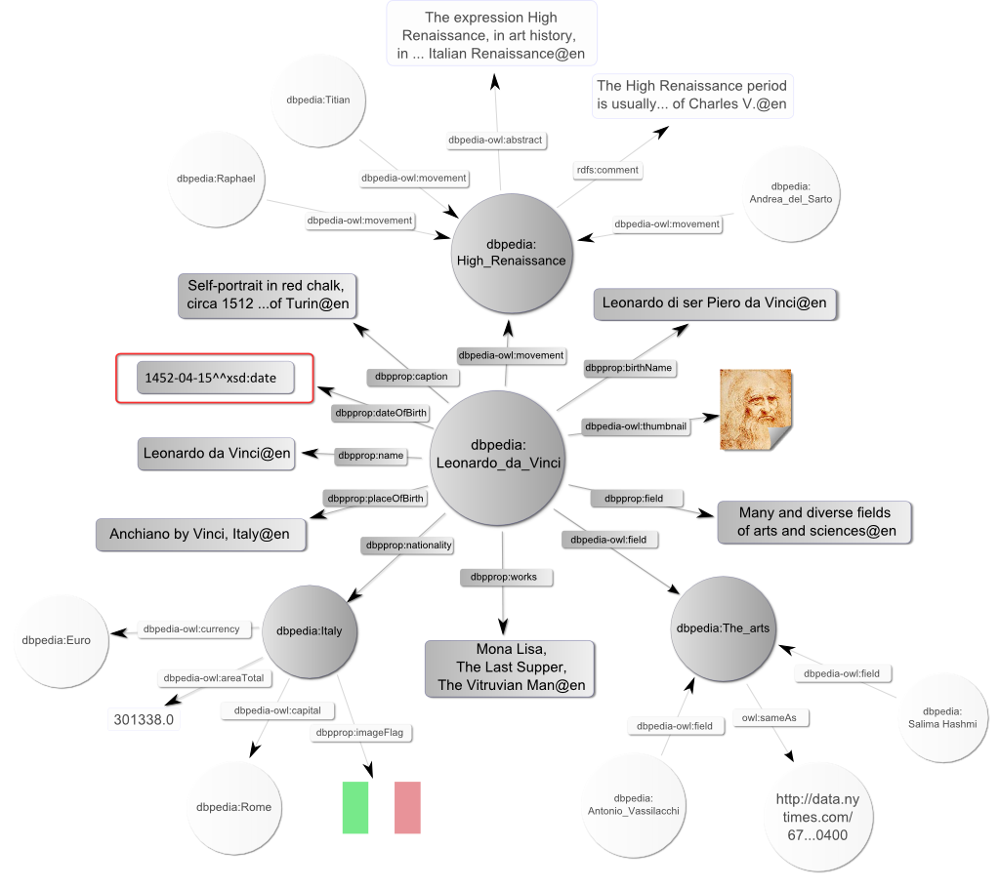 The expression High
Renaissance, in art history,
in ... Italian Renaissance@en
The High Renaissance period
is usually... of Charles V.@en
dbpedia:Titian
dbpedia-owl:abstract
rdfs:comment
dbpedia:Raphael
dbpedia-owl:movement
dbpedia:
Andrea_del_Sarto
dbpedia-owl:movement
dbpedia-owl:movement
dbpedia:
High_Renaissance
Self-portrait in red chalk,
circa 1512 ...of Turin@en
Leonardo di ser Piero da Vinci@en
dbpedia-owl:movement
dbpprop:caption
dbpprop:birthName
1452-04-15^^xsd:date
dbpprop:dateOfBirth
dbpedia-owl:thumbnail
dbpedia:
Leonardo_da_Vinci
Leonardo da Vinci@en
dbpprop:name
dbpprop:placeOfBirth
dbpprop:field
Many and diverse fields
of arts and sciences@en
Anchiano by Vinci, Italy@en
dbpprop:nationality
dbpedia-owl:field
dbpprop:works
dbpedia:Italy
dbpedia:The_arts
dbpedia:Euro
dbpedia-owl:currency
Mona Lisa,
The Last Supper,
The Vitruvian Man@en
dbpedia-owl:areaTotal
dbpedia-owl:field
301338.0
dbpedia-owl:capital
dbpprop:imageFlag
dbpedia-owl:field
owl:sameAs
dbpedia:
Salima Hashmi
dbpedia:Rome
dbpedia:
Antonio_Vassilacchi
http://data.ny
times.com/
67...0400